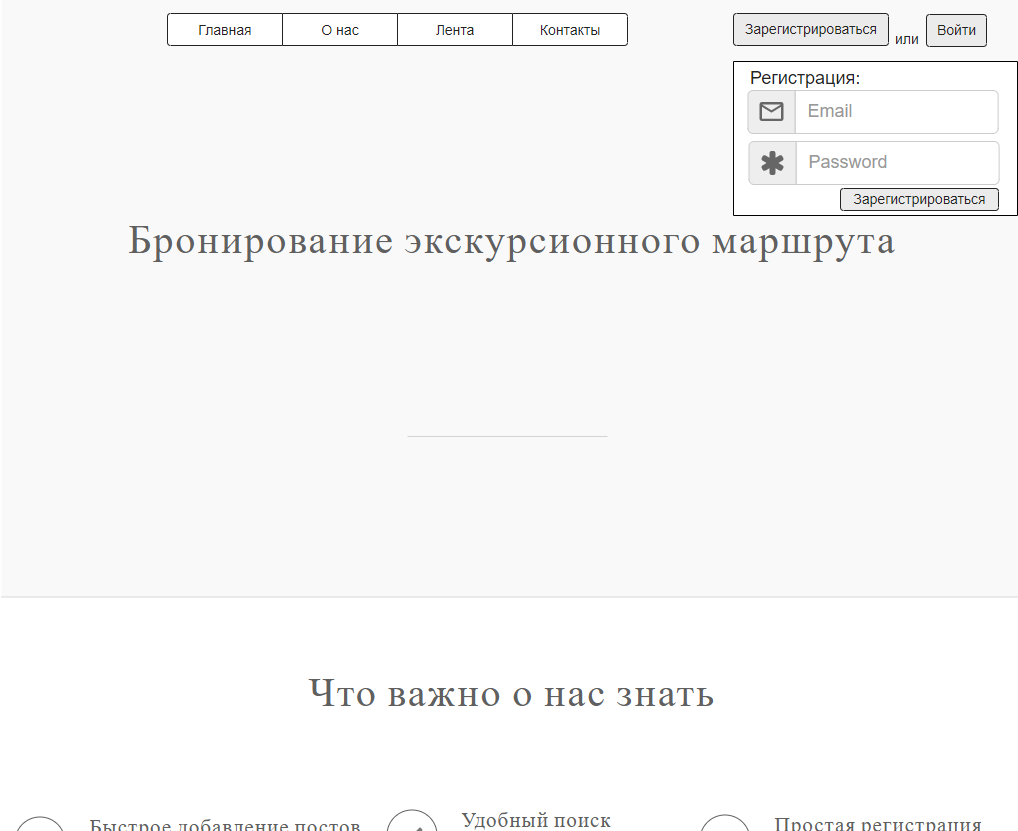 Главная О нас Лента Контакты Зарегистрироваться или Войти
Регистрация:
Email
Password
Зарегистрироваться
Бронирование экскурсионного маршрута
Что важно о нас знать
Быстрое добавление постов Удобный поиск Простая регистрация